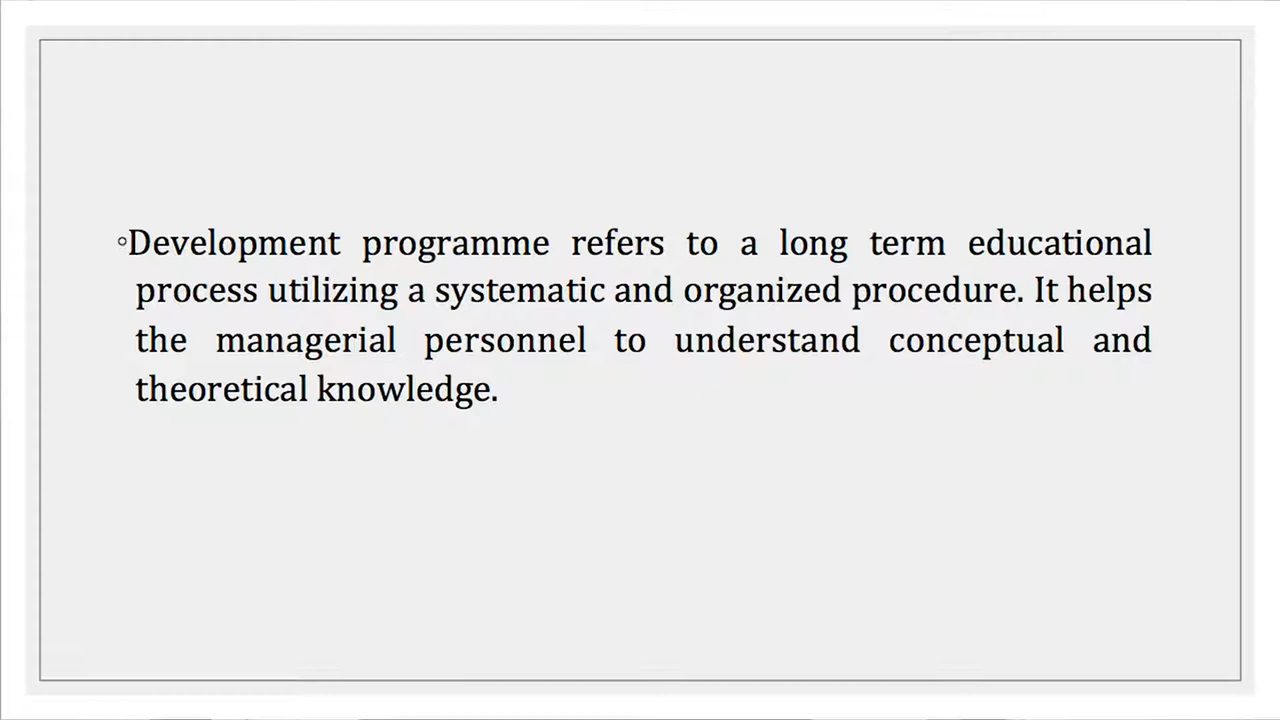 ◦Development programme refers to a long term educational
process utilizing a systematic and organized procedure. It helps
the managerial personnel to understand conceptual and
theoretical knowledge.